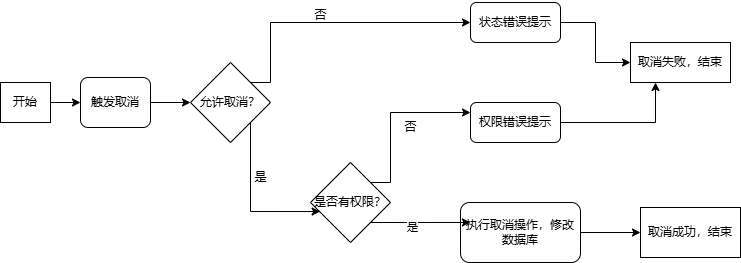 否
状态错误提示
取消失败，结束
开始
触发取消
允许取消?
否
权限错误提示
是
是否有权限?
是
执行取消操作，修改
数据库
取消成功，结束